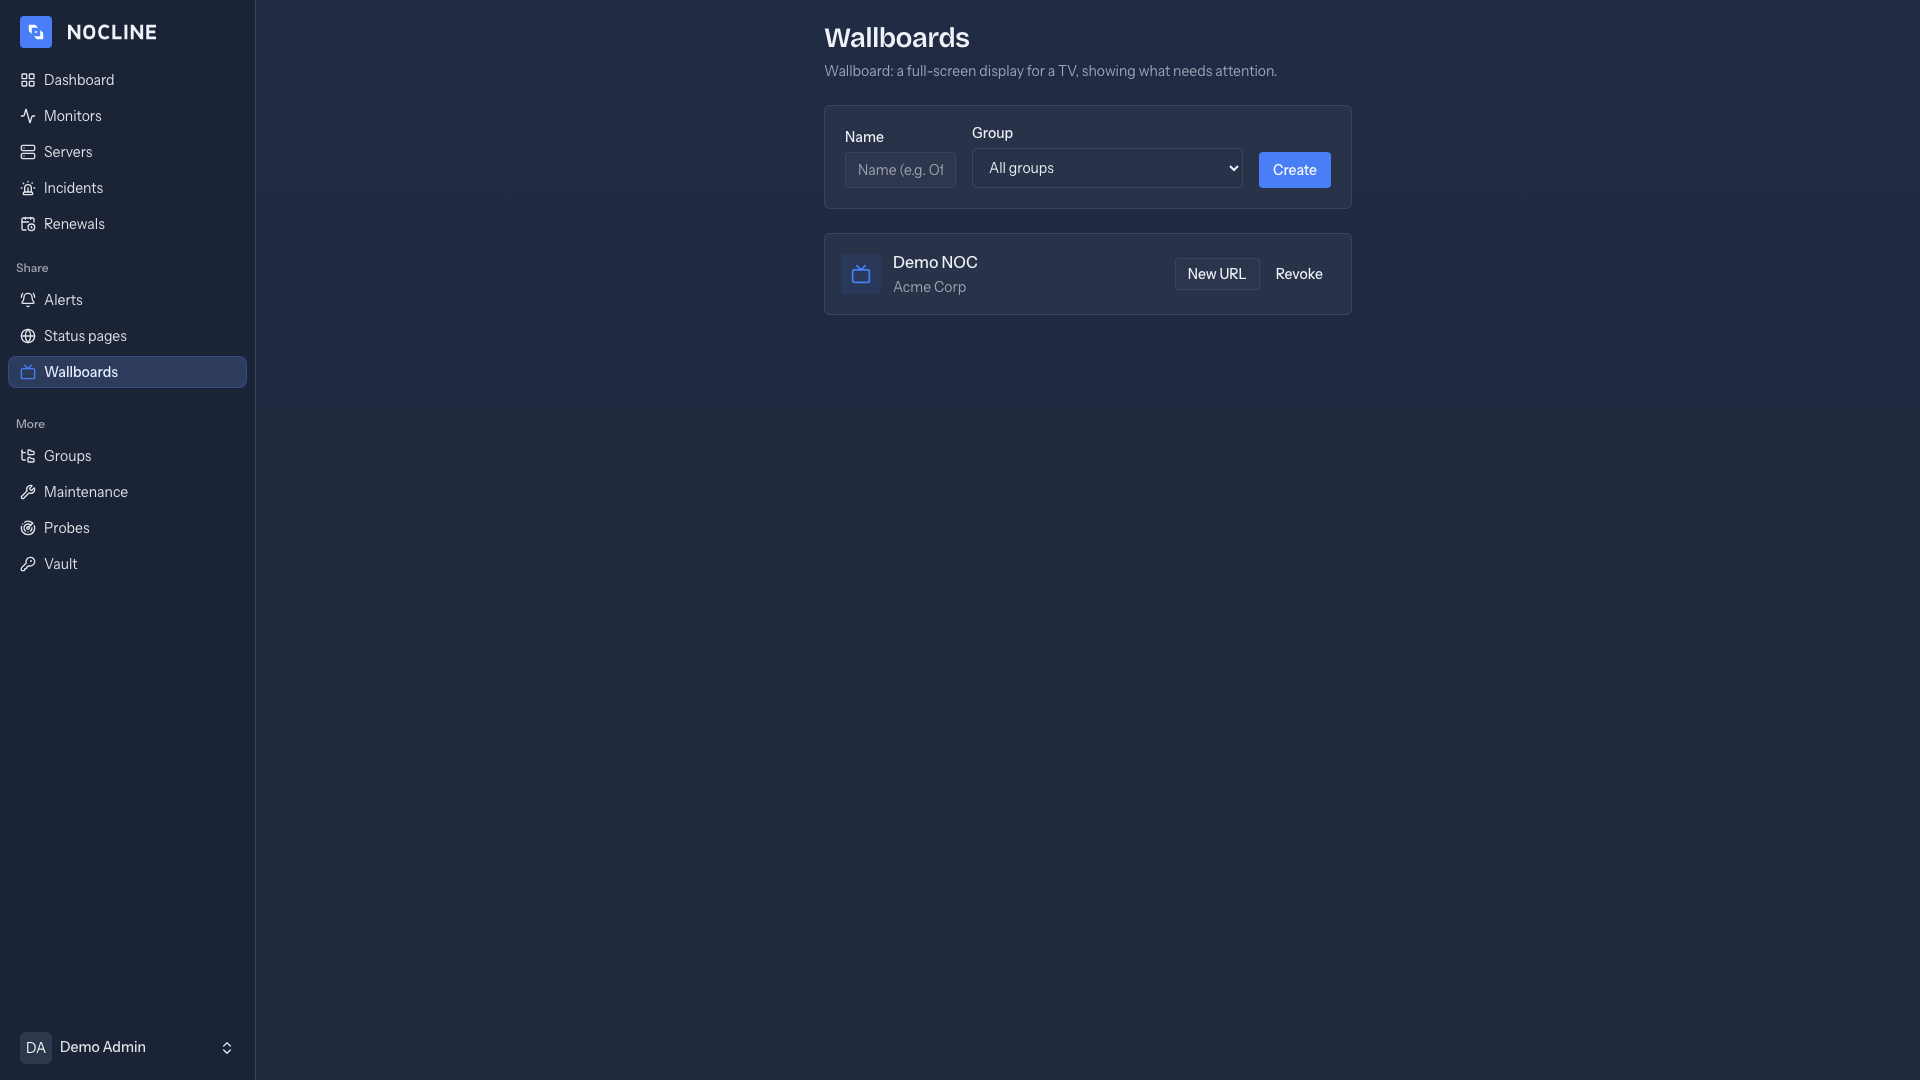 NOCLINE
Dashboard
Monitors
Servers
Incidents
Renewals
Share
Alerts
Status pages
Wallboards
More
Groups
Maintenance
Probes
Vault
DA Demo Admin
Wallboards
Wallboard: a full-screen display for a TV, showing what needs attention.
Name
Group
Name (e.g. Of
All groups
Create
Demo NOC
Acme Corp
New URL
Revoke